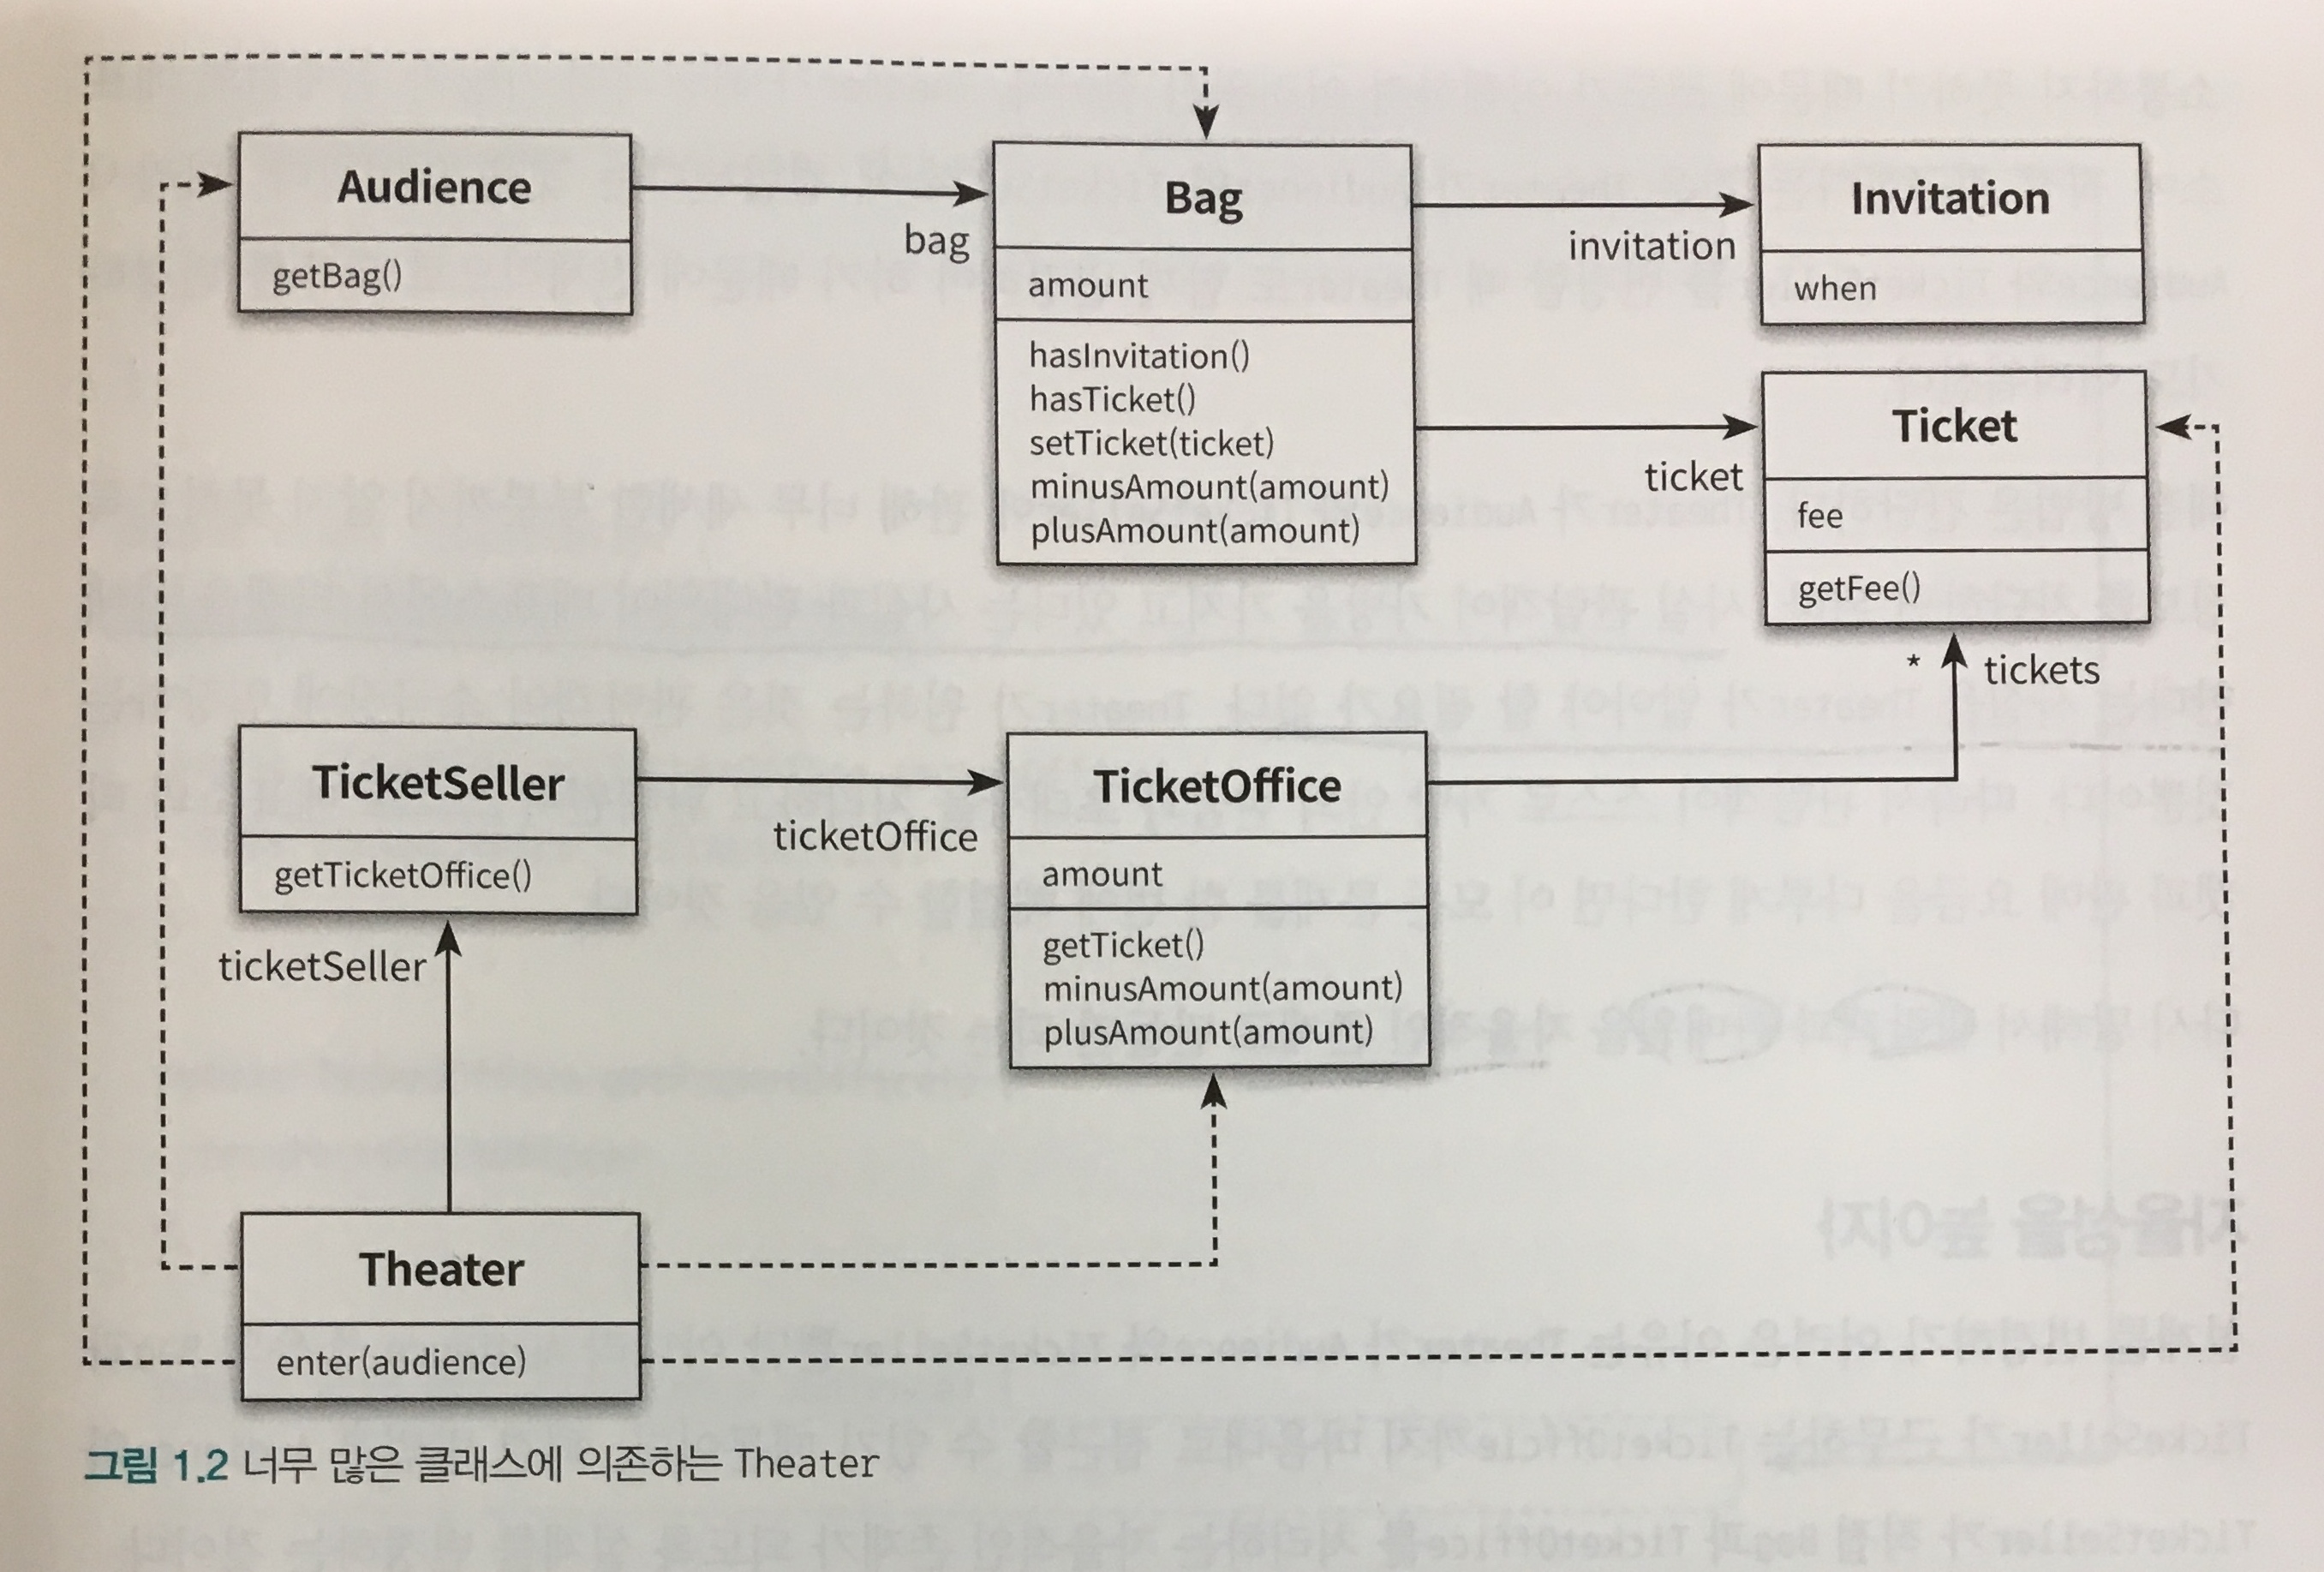 Audience
getBag()
bag
Bag
amount
hasInvitation()
hasTicket()
setTicket(ticket)
minusAmount(amount)
plusAmount(amount)
invitation
Invitation
when
ticket
Ticket
fee
getFee()
* tickets
TicketSeller
getTicketOffice()
ticketOffice
TicketOffice
amount
getTicket()
minusAmount(amount)
plusAmount(amount)
ticketSeller
Theater
enter(audience)
그림 1.2 너무 많은 클래스에 의존하는 Theater